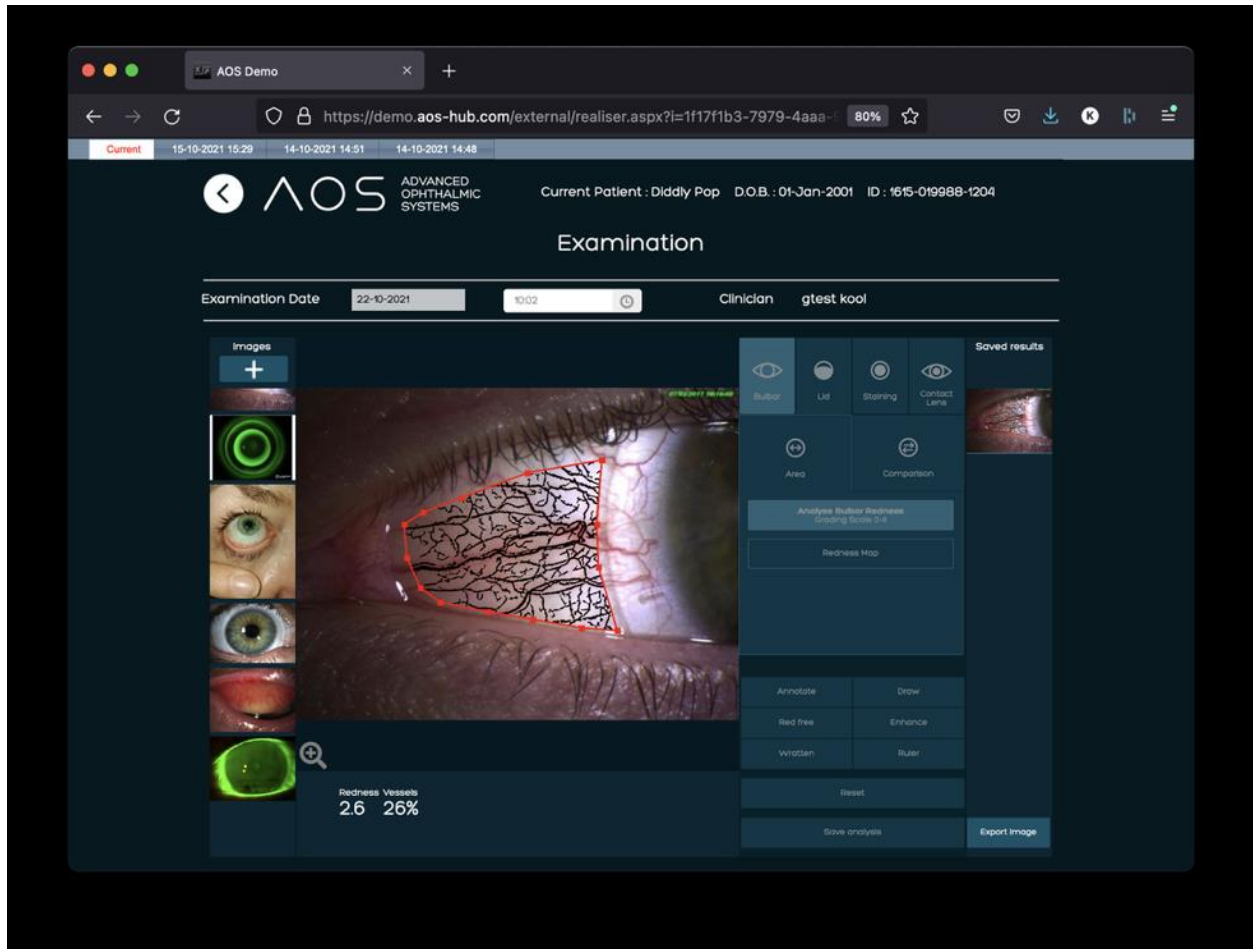 AOS Demo
https://demo.aos-hub.com/external/realiser.aspx?i=1f17f1b3-7979-4aaa- 80%
Current 15-10-2021 15:29 14-10-2021 14:51 14-10-2021 14:48
AOS ADVANCED OPHTHALMIC SYSTEMS
Current Patient : Diddly Pop D.O.B. : 01-Jan-2001 ID : 1615-019988-1204
Examination
Examination Date 22-10-2021 10:02 Clinician gtest kool
Images
Saved results
Bulbar Lid Staining Contact Lens
Area Comparison
Analyse Bulbar Redness
Grading Scale 0-4
Redness Map
Annotate Draw
Red free Enhance
Wratten Ruler
Reset
Save analysis
Export Image
Redness Vessels
2.6 26%